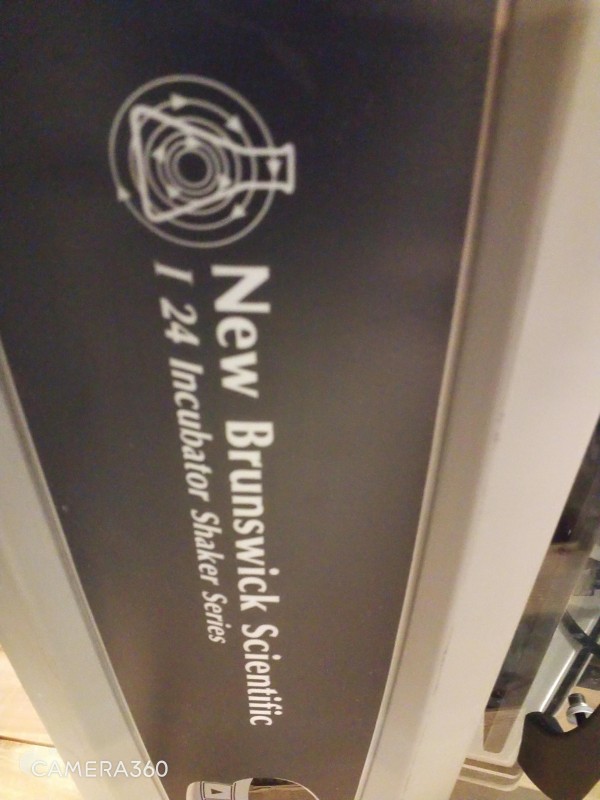 New Brunswick Scientific
I 24 Incubator Shaker Series
CAMERA360